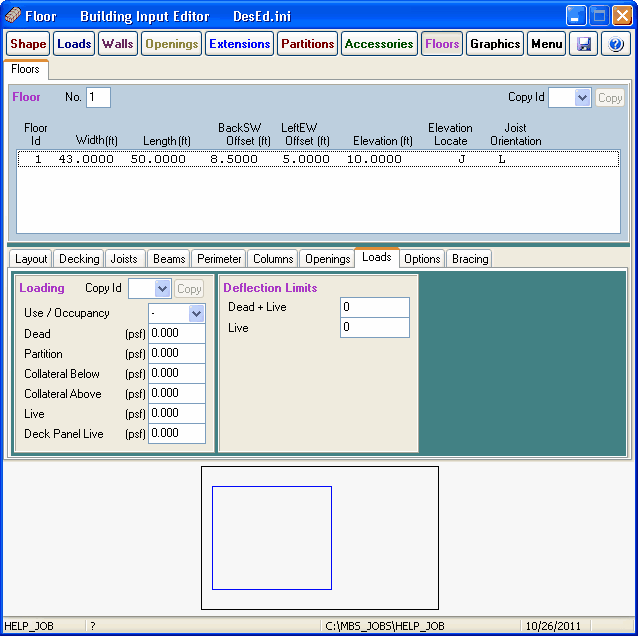 Floor Building Input Editor DesEd.ini
Shape Loads Walls Openings Extensions Partitions Accessories Floors Graphics Menu
Floors
Floor No. 1 Copy Id Copy
Floor Id Width(ft) Length (ft) BackSW Offset (ft) LeftEW Offset (ft) Elevation (ft) Elevation Locate Joist Orientation
1 43.0000 50.0000 8.5000 5.0000 10.0000 J L
Layout Decking Joists Beams Perimeter Columns Openings Loads Options Bracing
Loading Copy Id Copy
Use / Occupancy -
Dead (psf) 0.000
Partition (psf) 0.000
Collateral Below (psf) 0.000
Collateral Above (psf) 0.000
Live (psf) 0.000
Deck Panel Live (psf) 0.000
Deflection Limits
Dead + Live 0
Live 0
HELP_JOB ? C:\MBS_JOBS\HELP_JOB 10/26/2011